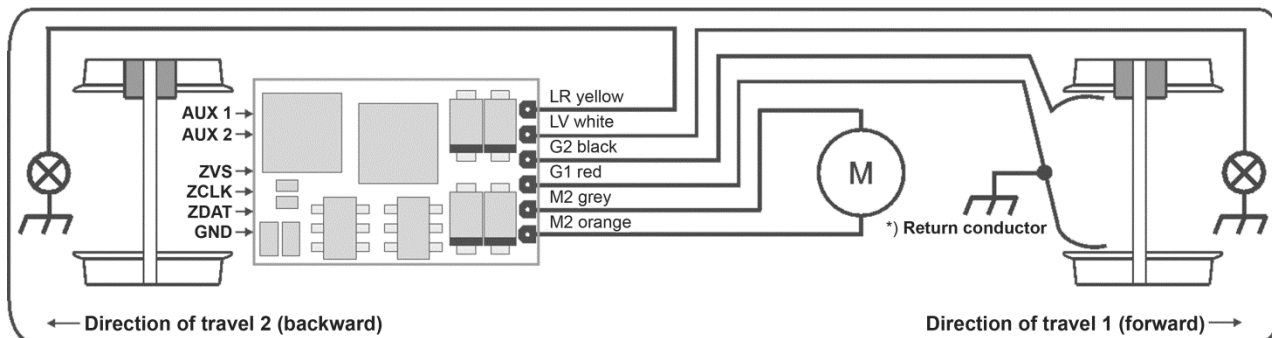 AUX 1
AUX 2
ZVS
ZCLK
ZDAT
GND
LR yellow
LV white
G2 black
G1 red
M2 grey
M2 orange
M
*) Return conductor
← Direction of travel 2 (backward)
Direction of travel 1 (forward) →